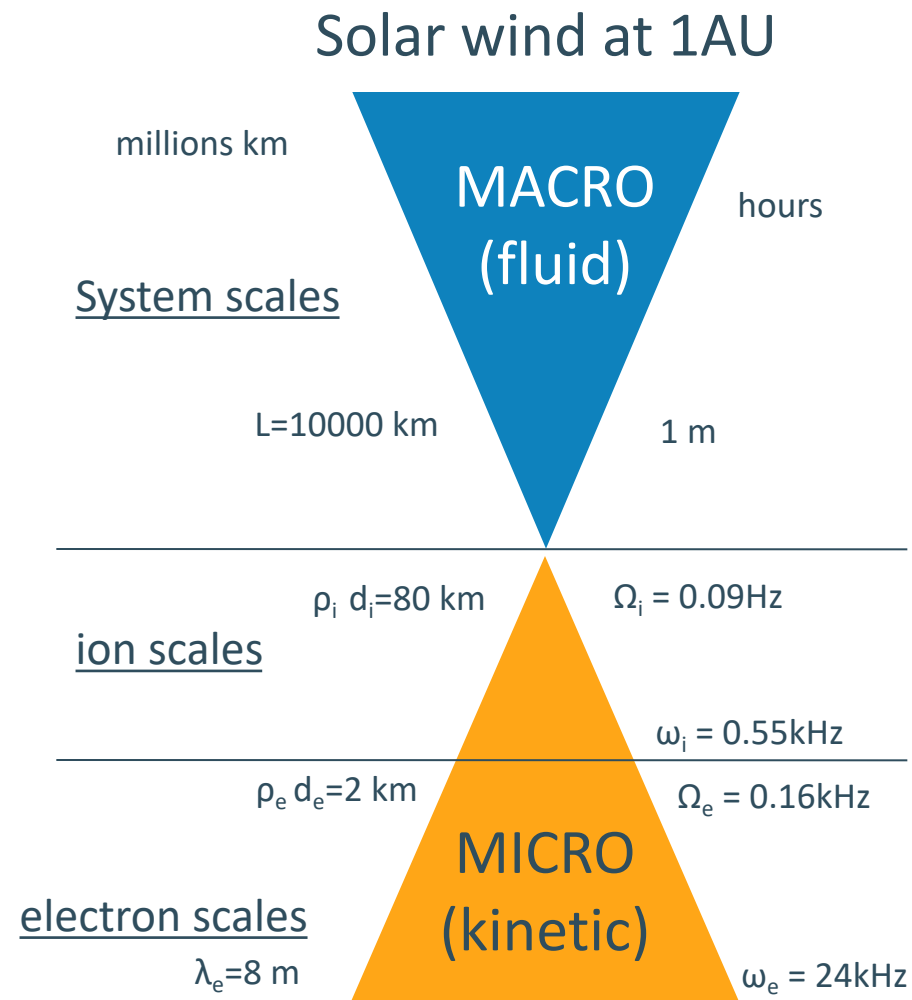 Solar wind at 1AU
millions km
MACRO
(fluid)
hours
System scales
L=10000 km
1 m
ρᵢ dᵢ=80 km
Ωᵢ = 0.09Hz
ion scales
ωᵢ = 0.55kHz
ρₑ dₑ=2 km
Ωₑ = 0.16kHz
MICRO
(kinetic)
electron scales
λₑ=8 m
ωₑ = 24kHz